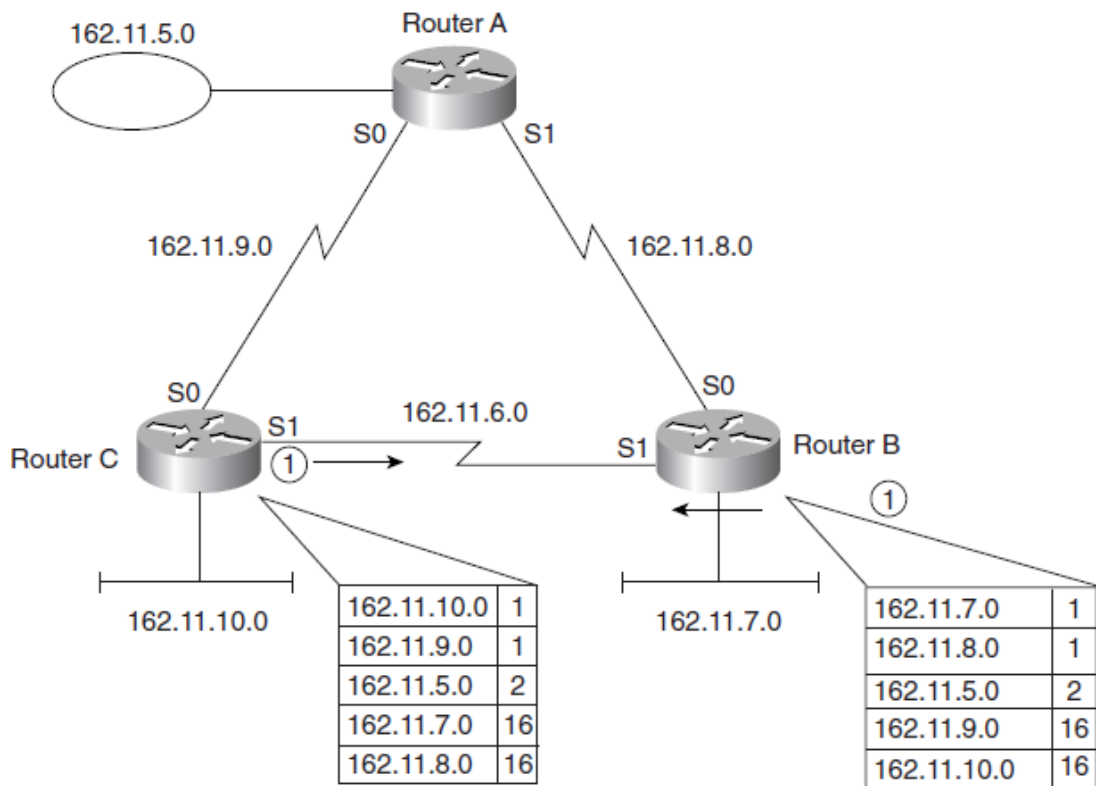 Router A
162.11.5.0
S0
S1
162.11.9.0
162.11.8.0
S0
S0
162.11.6.0
S1
S1
Router C
Router B
1
1
162.11.10.0
162.11.7.0
162.11.10.0 1
162.11.9.0 1
162.11.5.0 2
162.11.7.0 16
162.11.8.0 16
162.11.7.0 1
162.11.8.0 1
162.11.5.0 2
162.11.9.0 16
162.11.10.0 16